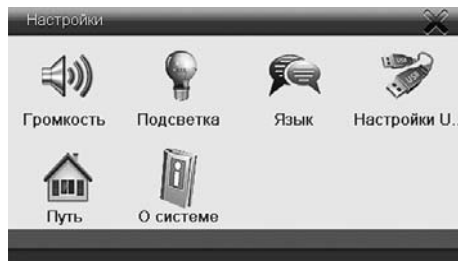 Настройки
Громкость
Подсветка
Язык
Настройки U..
Путь
О системе